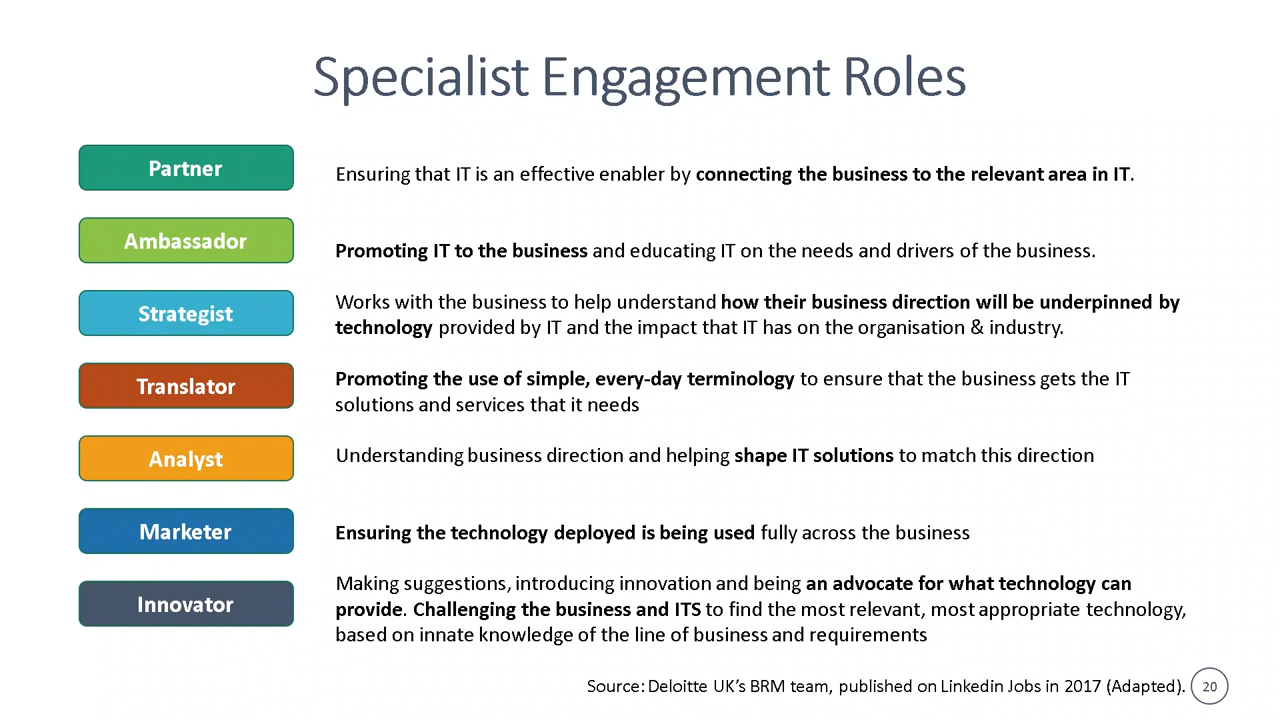 Specialist Engagement Roles
Partner
Ensuring that IT is an effective enabler by connecting the business to the relevant area in IT.
Ambassador
Promoting IT to the business and educating IT on the needs and drivers of the business.
Strategist
Works with the business to help understand how their business direction will be underpinned by
technology provided by IT and the impact that IT has on the organisation & industry.
Translator
Promoting the use of simple, every-day terminology to ensure that the business gets the IT
solutions and services that it needs
Analyst
Understanding business direction and helping shape IT solutions to match this direction
Marketer
Ensuring the technology deployed is being used fully across the business
Innovator
Making suggestions, introducing innovation and being an advocate for what technology can
provide. Challenging the business and ITS to find the most relevant, most appropriate technology,
based on innate knowledge of the line of business and requirements
Source: Deloitte UK's BRM team, published on Linkedin Jobs in 2017 (Adapted).
20